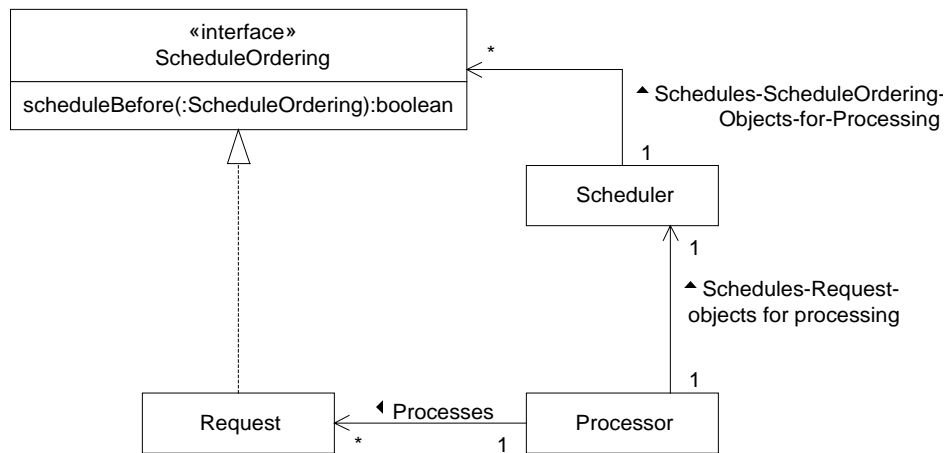 «interface»
ScheduleOrdering
scheduleBefore(:ScheduleOrdering):boolean
*
Schedules-ScheduleOrdering-
Objects-for-Processing
1
Scheduler
1
Schedules-Request-
objects for processing
1
Request
Processes
*
1
Processor